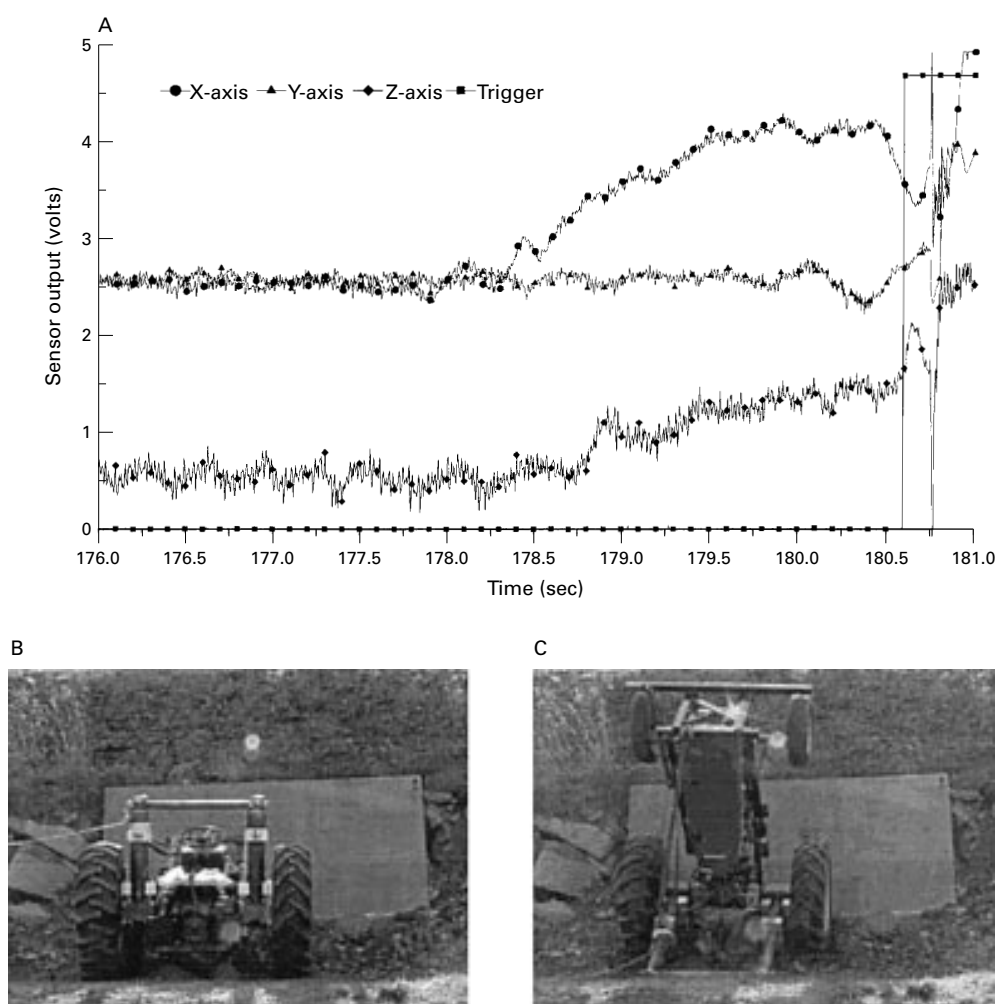 A
5
4
3
2
1
0
Sensor output (volts)
X-axis Y-axis Z-axis Trigger
176.0 176.5 177.0 177.5 178.0 178.5 179.0 179.5 180.0 180.5 181.0
Time (sec)
B
C